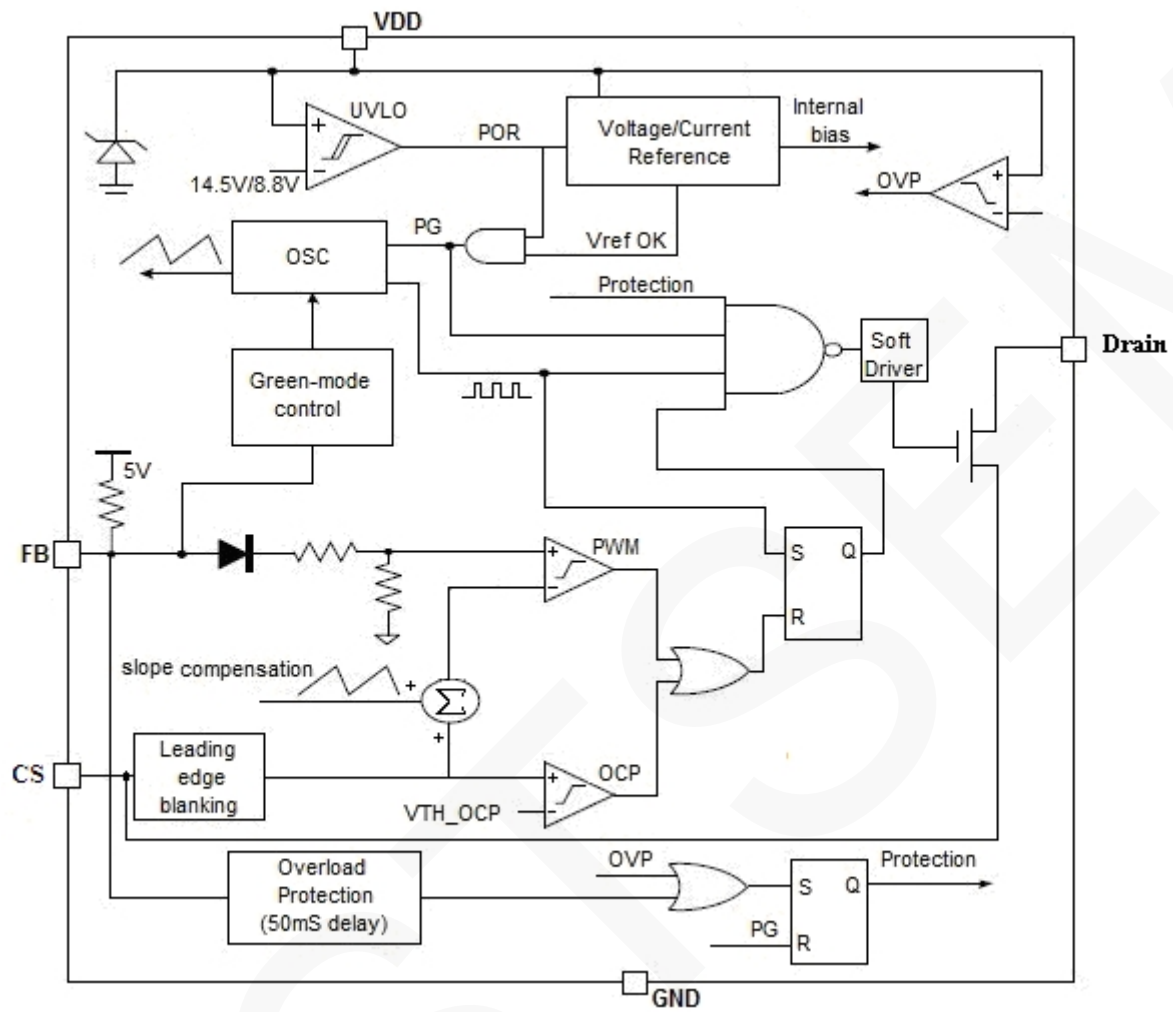 VDD
UVLO
POR
Voltage/Current
Reference
Internal
bias
+
-
14.5V/8.8V
OVP
+
-
PG
OSC
Vref OK
Protection
Soft
Driver
Drain
Green-mode
control
5V
FB
+
-
PWM
S
Q
R
slope compensation
+
Σ
+
CS
Leading
edge
blanking
+
-
OCP
VTH_OCP
Overload
Protection
(50mS delay)
OVP
S
Q
Protection
PG
R
GND